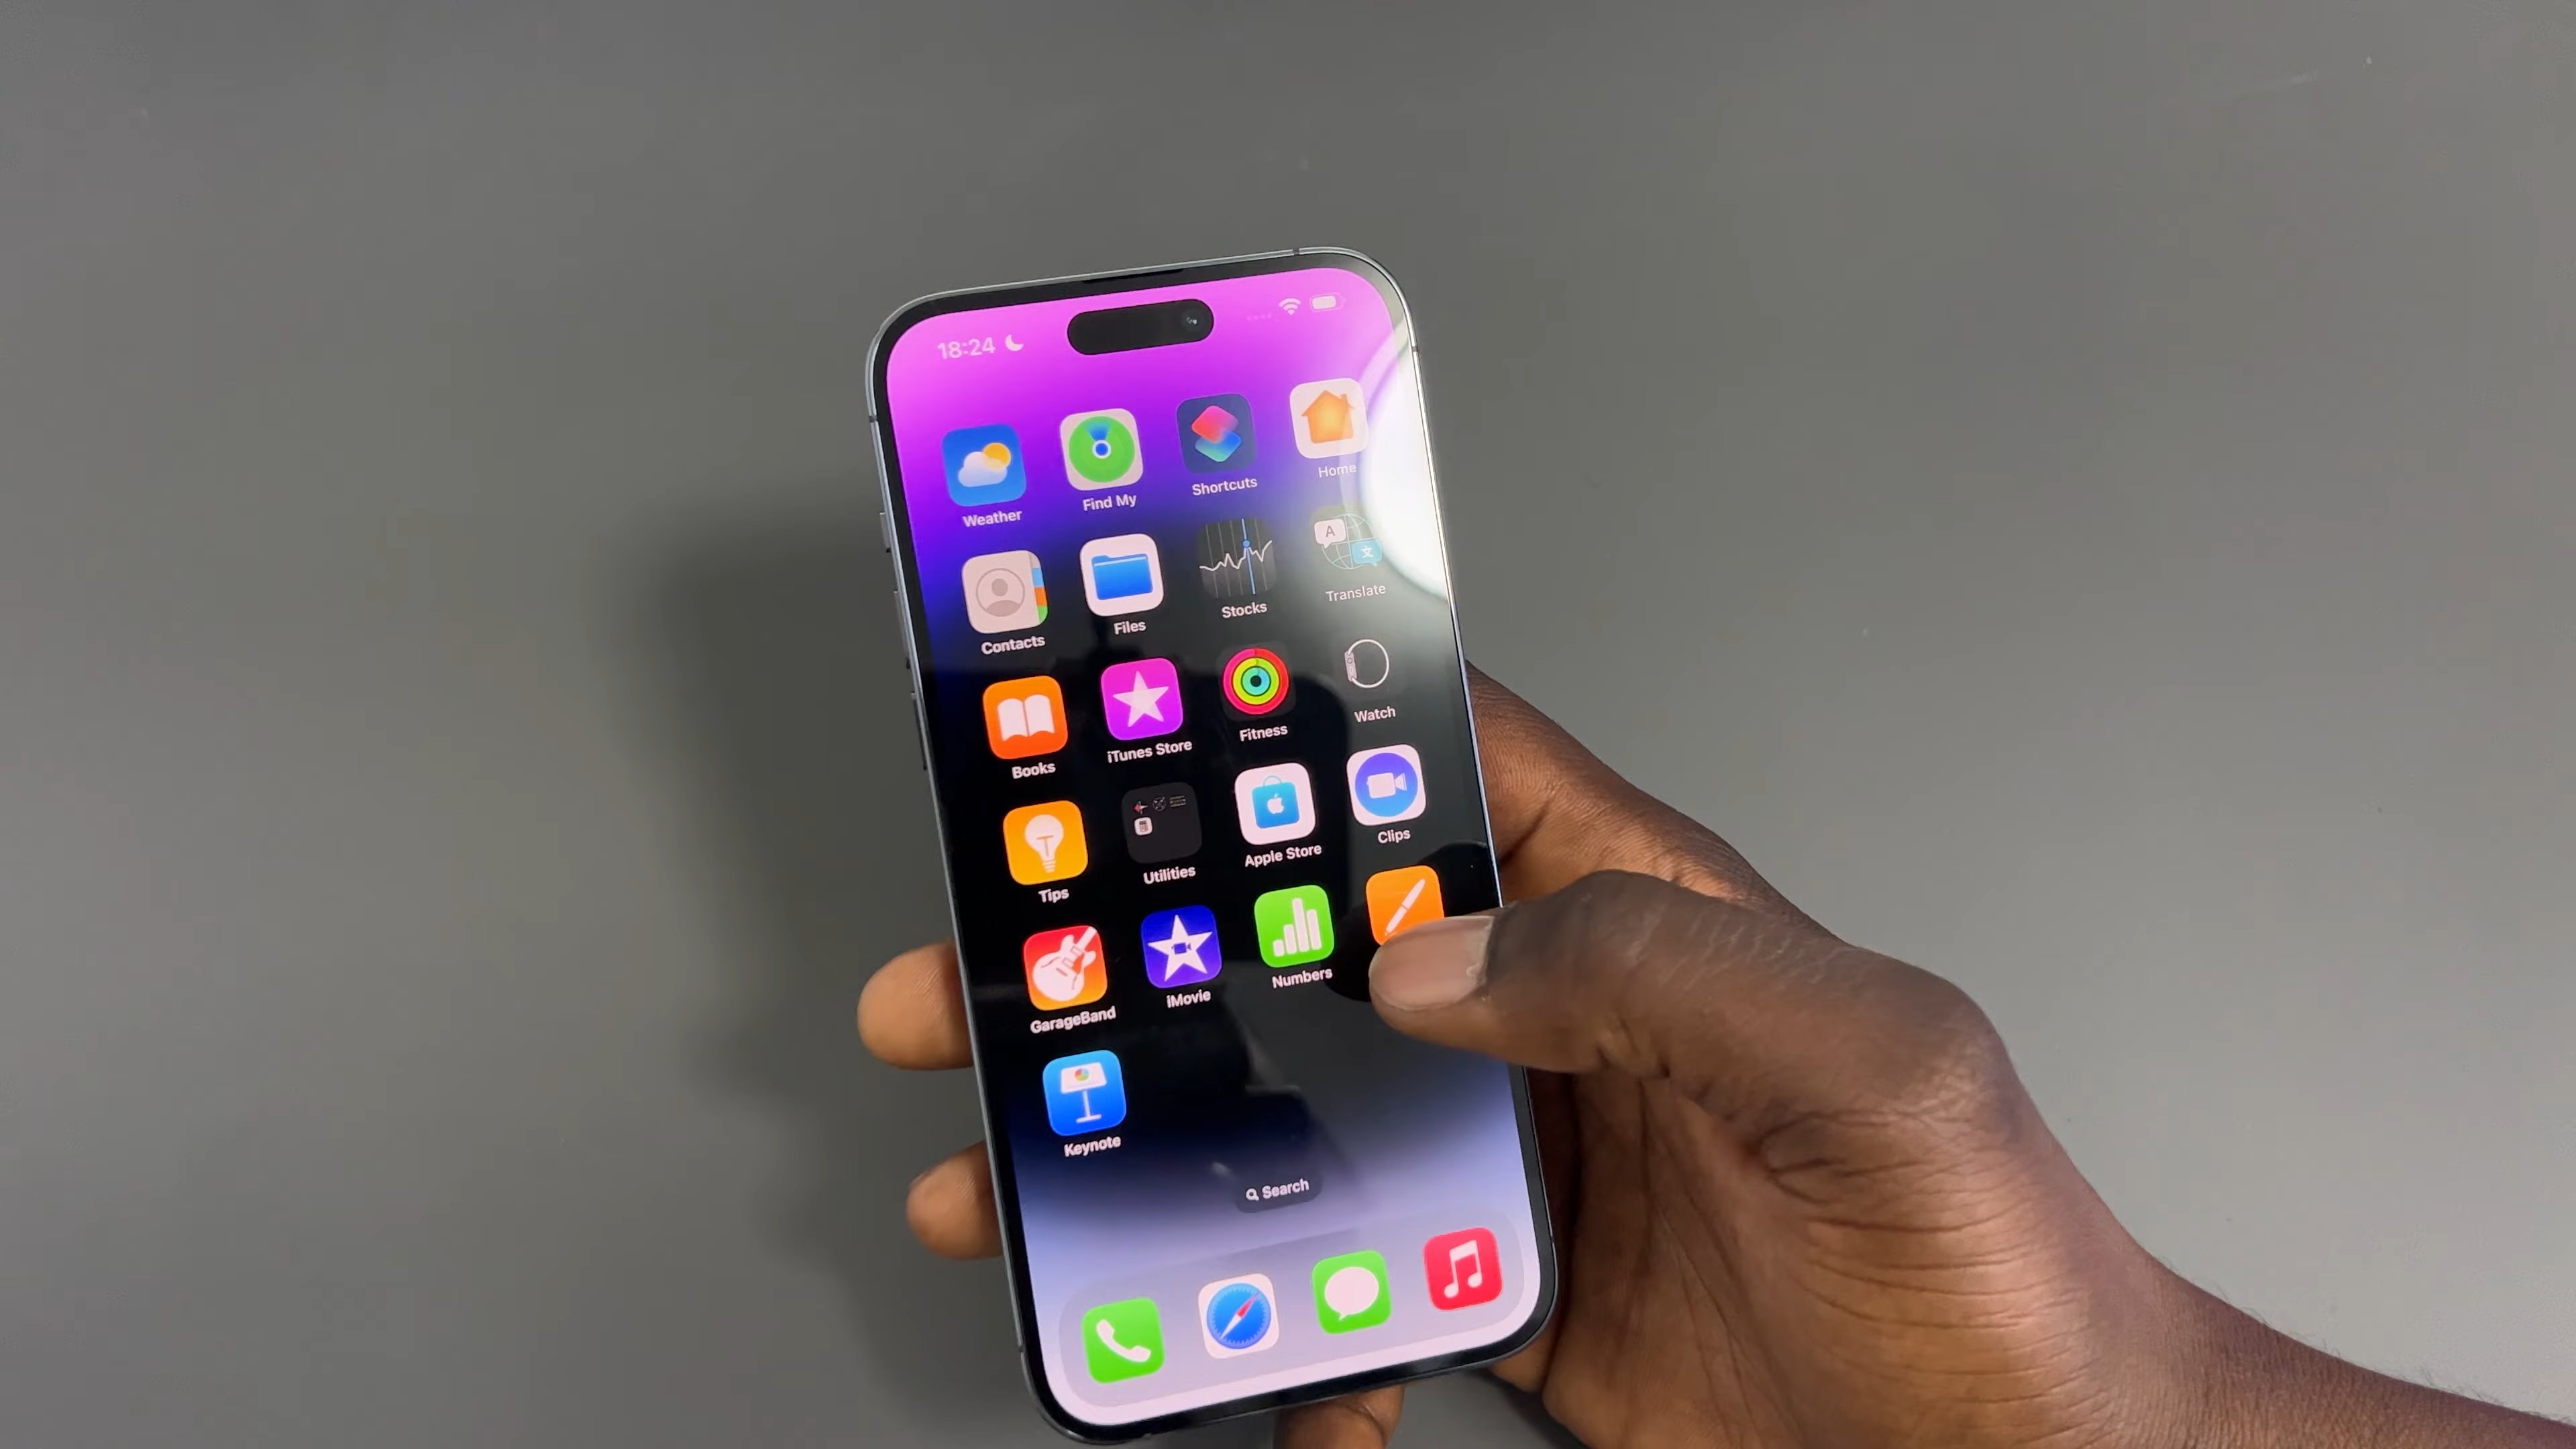 18:24
Weather
Find My
Shortcuts
Home
Contacts
Files
Stocks
A 文
Translate
Books
iTunes Store
Fitness
Watch
Tips
Utilities
Apple Store
Clips
GarageBand
iMovie
Numbers
Keynote
Search